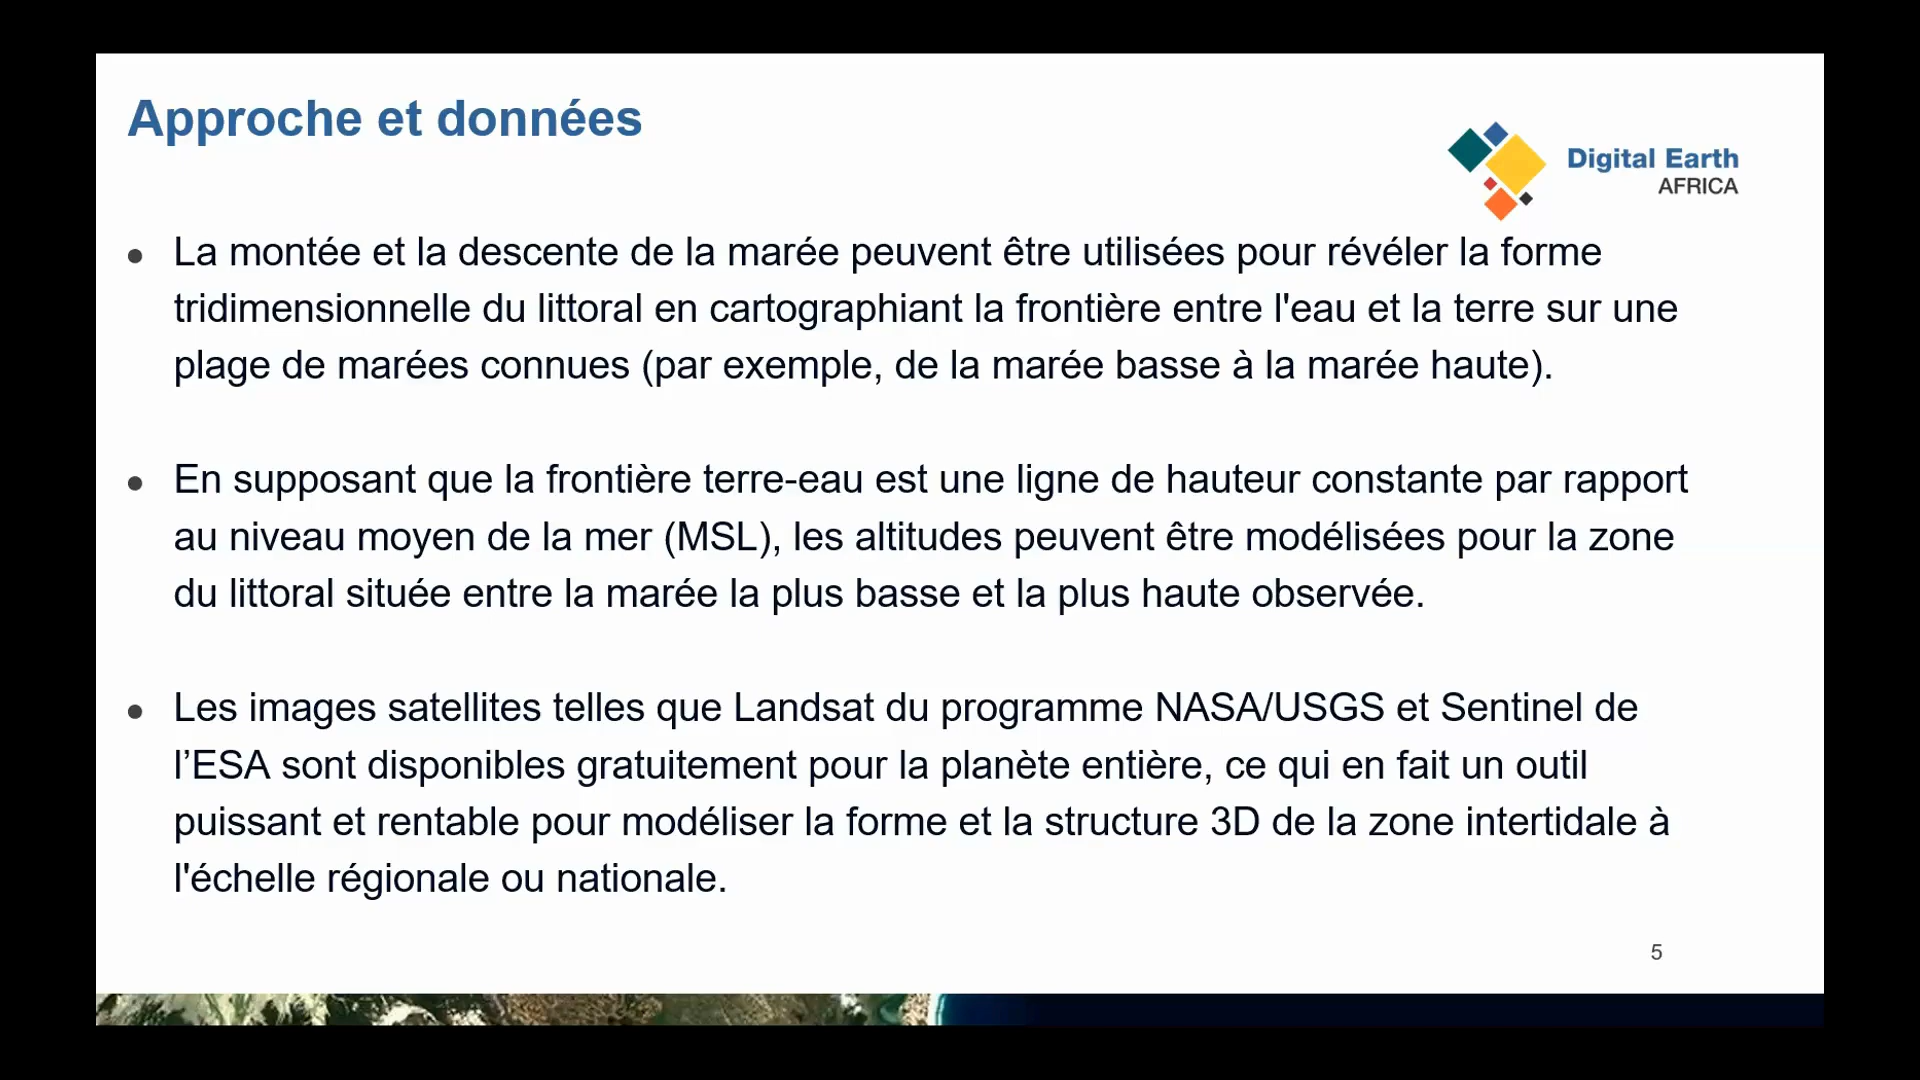 Approche et données
Digital Earth
AFRICA
● La montée et la descente de la marée peuvent être utilisées pour révéler la forme
tridimensionnelle du littoral en cartographiant la frontière entre l'eau et la terre sur une
plage de marées connues (par exemple, de la marée basse à la marée haute).
● En supposant que la frontière terre-eau est une ligne de hauteur constante par rapport
au niveau moyen de la mer (MSL), les altitudes peuvent être modélisées pour la zone
du littoral située entre la marée la plus basse et la plus haute observée.
● Les images satellites telles que Landsat du programme NASA/USGS et Sentinel de
l’ESA sont disponibles gratuitement pour la planète entière, ce qui en fait un outil
puissant et rentable pour modéliser la forme et la structure 3D de la zone intertidale à
l'échelle régionale ou nationale.
5